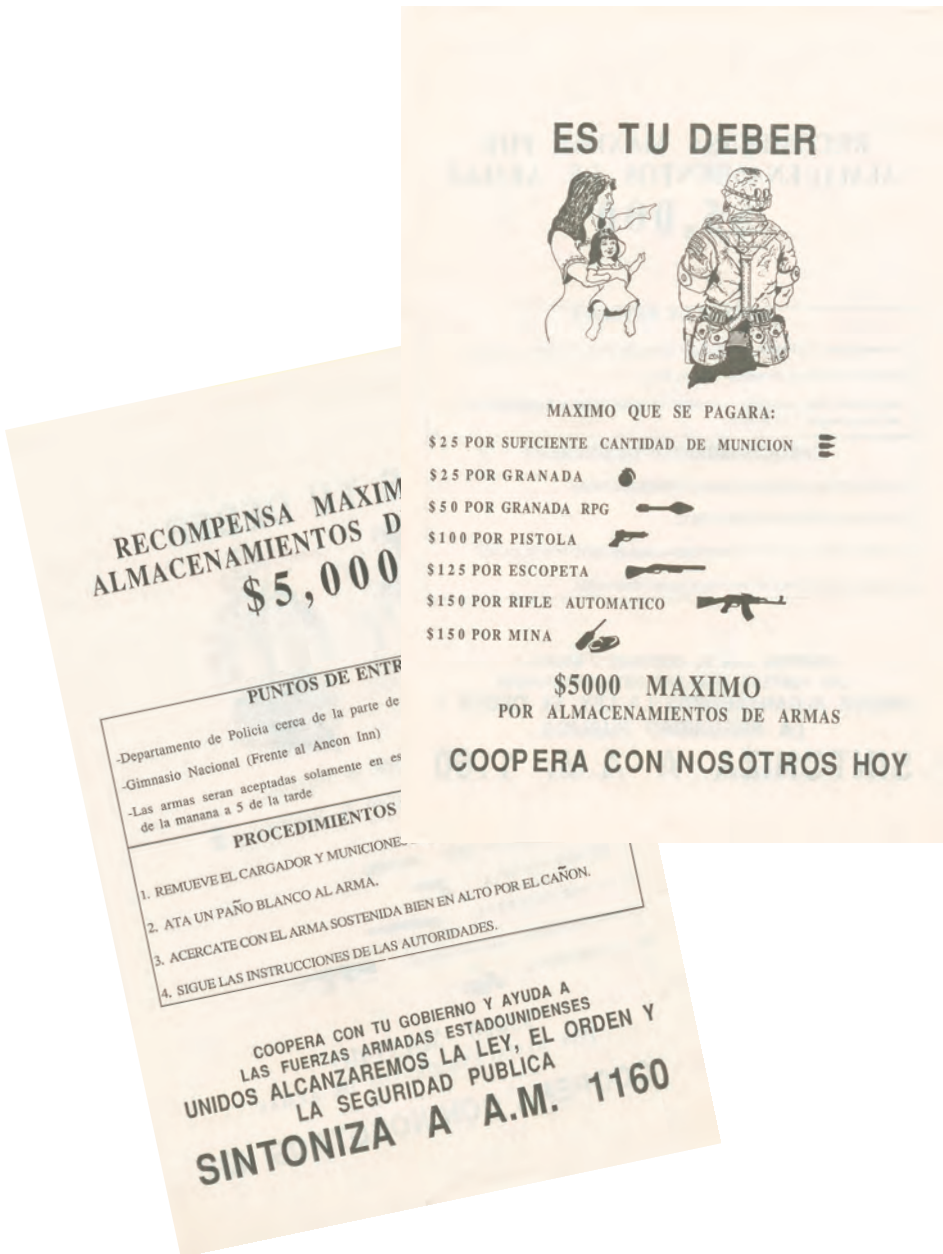 ES TU DEBER
MAXIMO QUE SE PAGARA:
$25 POR SUFICIENTE CANTIDAD DE MUNICION
$25 POR GRANADA
$50 POR GRANADA RPG
$100 POR PISTOLA
$125 POR ESCOPETA
$150 POR RIFLE AUTOMATICO
$150 POR MINA
$5000 MAXIMO
POR ALMACENAMIENTOS DE ARMAS
COOPERA CON NOSOTROS HOY
RECOMPENSA
ALMACENAMIENTOS
$5,000
PUNTOS DE
-Departamento de Policia cerca de la parte de
-Gimnasio Nacional (Frente al Ancon Inn)
-Las armas seran aceptadas solamente en
de la manana a 5 de la tarde
PROCEDIMIENTOS
1. REMUEVE EL CARGADOR Y
2. ATA UN PAÑO BLANCO AL ARMA.
3. ACERCATE CON EL ARMA SOSTENIDA BIEN EN ALTO POR EL CAÑON.
4. SIGUE LAS INSTRUCCIONES DE LAS AUTORIDADES.
COOPERA CON TU GOBIERNO Y AYUDA A
LAS FUERZAS ARMADAS ESTADOUNIDENSES
UNIDOS ALCANZAREMOS LA LEY, EL ORDEN Y
LA SEGURIDAD PUBLICA
SINTONIZA A A.M. 1160